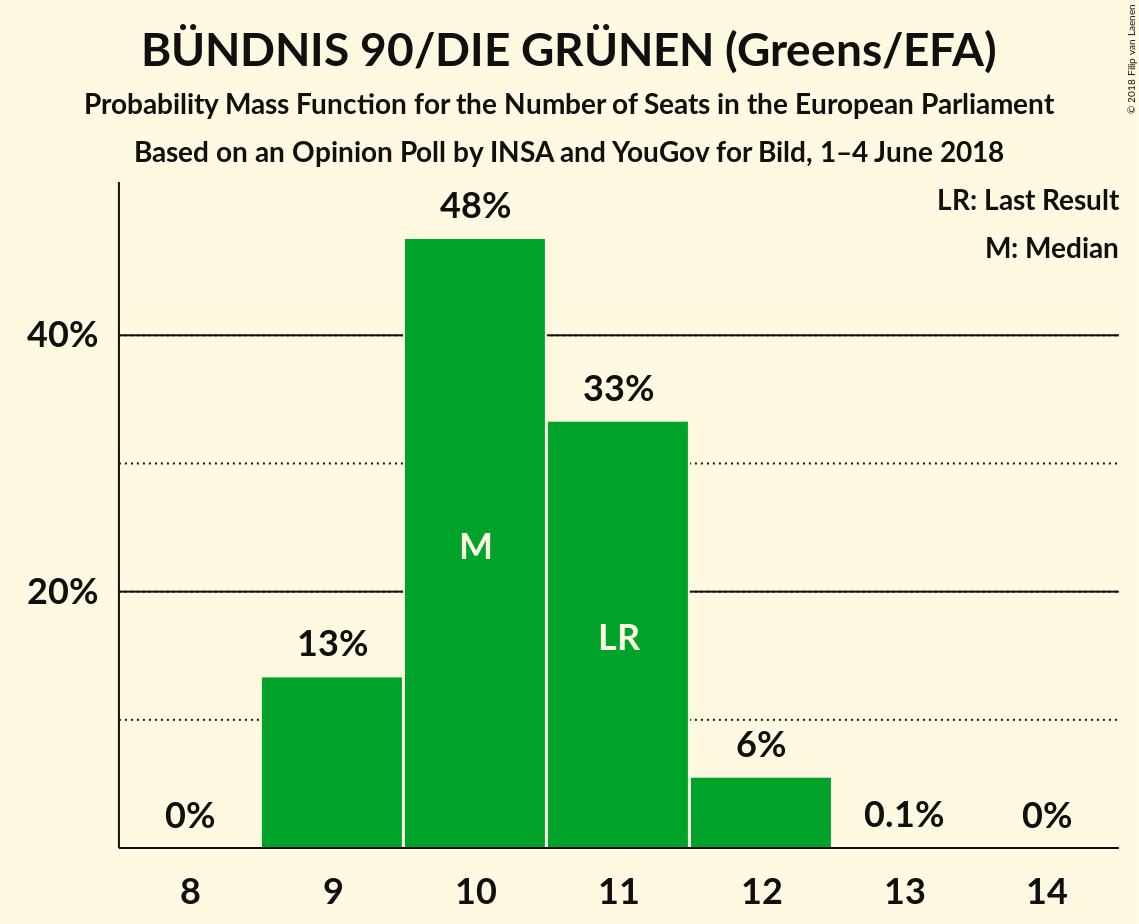 BÜNDNIS 90/DIE GRÜNEN (Greens/EFA)
Probability Mass Function for the Number of Seats in the European Parliament
Based on an Opinion Poll by INSA and YouGov for Bild, 1–4 June 2018
© 2018 Filip van Laenen
LR: Last Result
M: Median
48%
40%
33%
M
20%
LR
13%
6%
0%
0.1%
0%
8 9 10 11 12 13 14